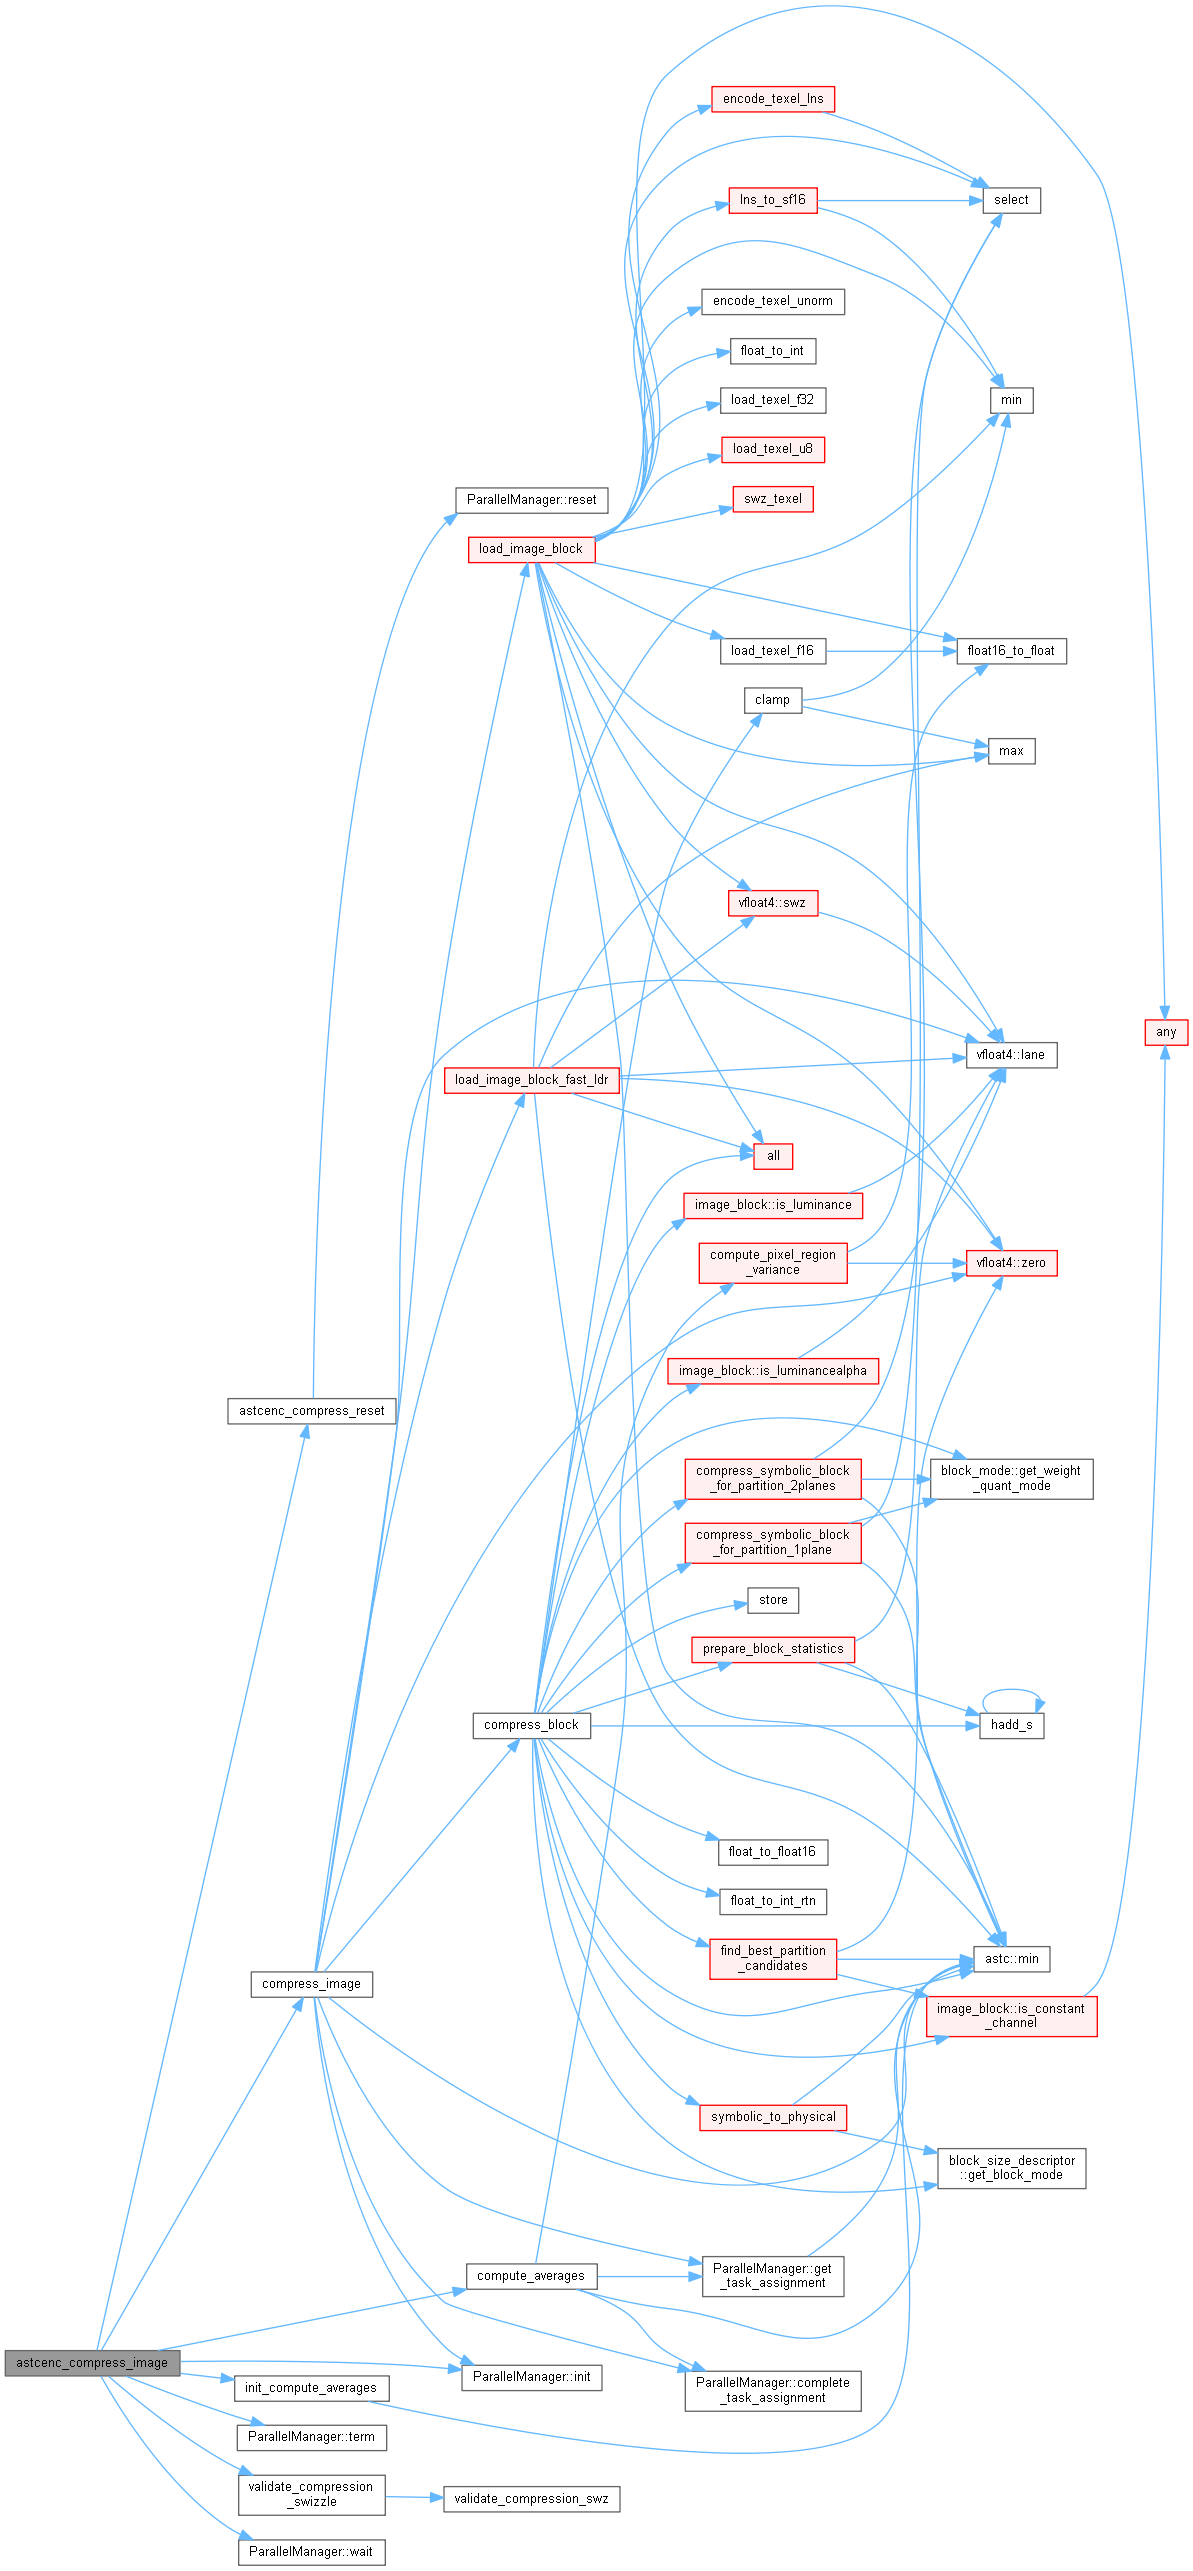 encode_texel_lns
lns_to_sf16
select
encode_texel_unorm
float_to_int
load_texel_f32
min
load_texel_u8
swz_texel
ParallelManager::reset
load_image_block
load_texel_f16
float16_to_float
clamp
max
vfloat4::swz
any
vfloat4::lane
load_image_block_fast_ldr
all
image_block::is_luminance
compute_pixel_region
_variance
vfloat4::zero
image_block::is_luminancealpha
astcenc_compress_reset
compress_symbolic_block
_for_partition_2planes
block_mode::get_weight
_quant_mode
compress_symbolic_block
_for_partition_1plane
store
prepare_block_statistics
compress_block
hadd_s
float_to_float16
float_to_int_rtn
find_best_partition
_candidates
astc::min
compress_image
image_block::is_constant
_channel
symbolic_to_physical
block_size_descriptor
::get_block_mode
compute_averages
ParallelManager::get
_task_assignment
astcenc_compress_image
ParallelManager::init
init_compute_averages
ParallelManager::complete
_task_assignment
ParallelManager::term
validate_compression
_swizzle
validate_compression_swz
ParallelManager::wait